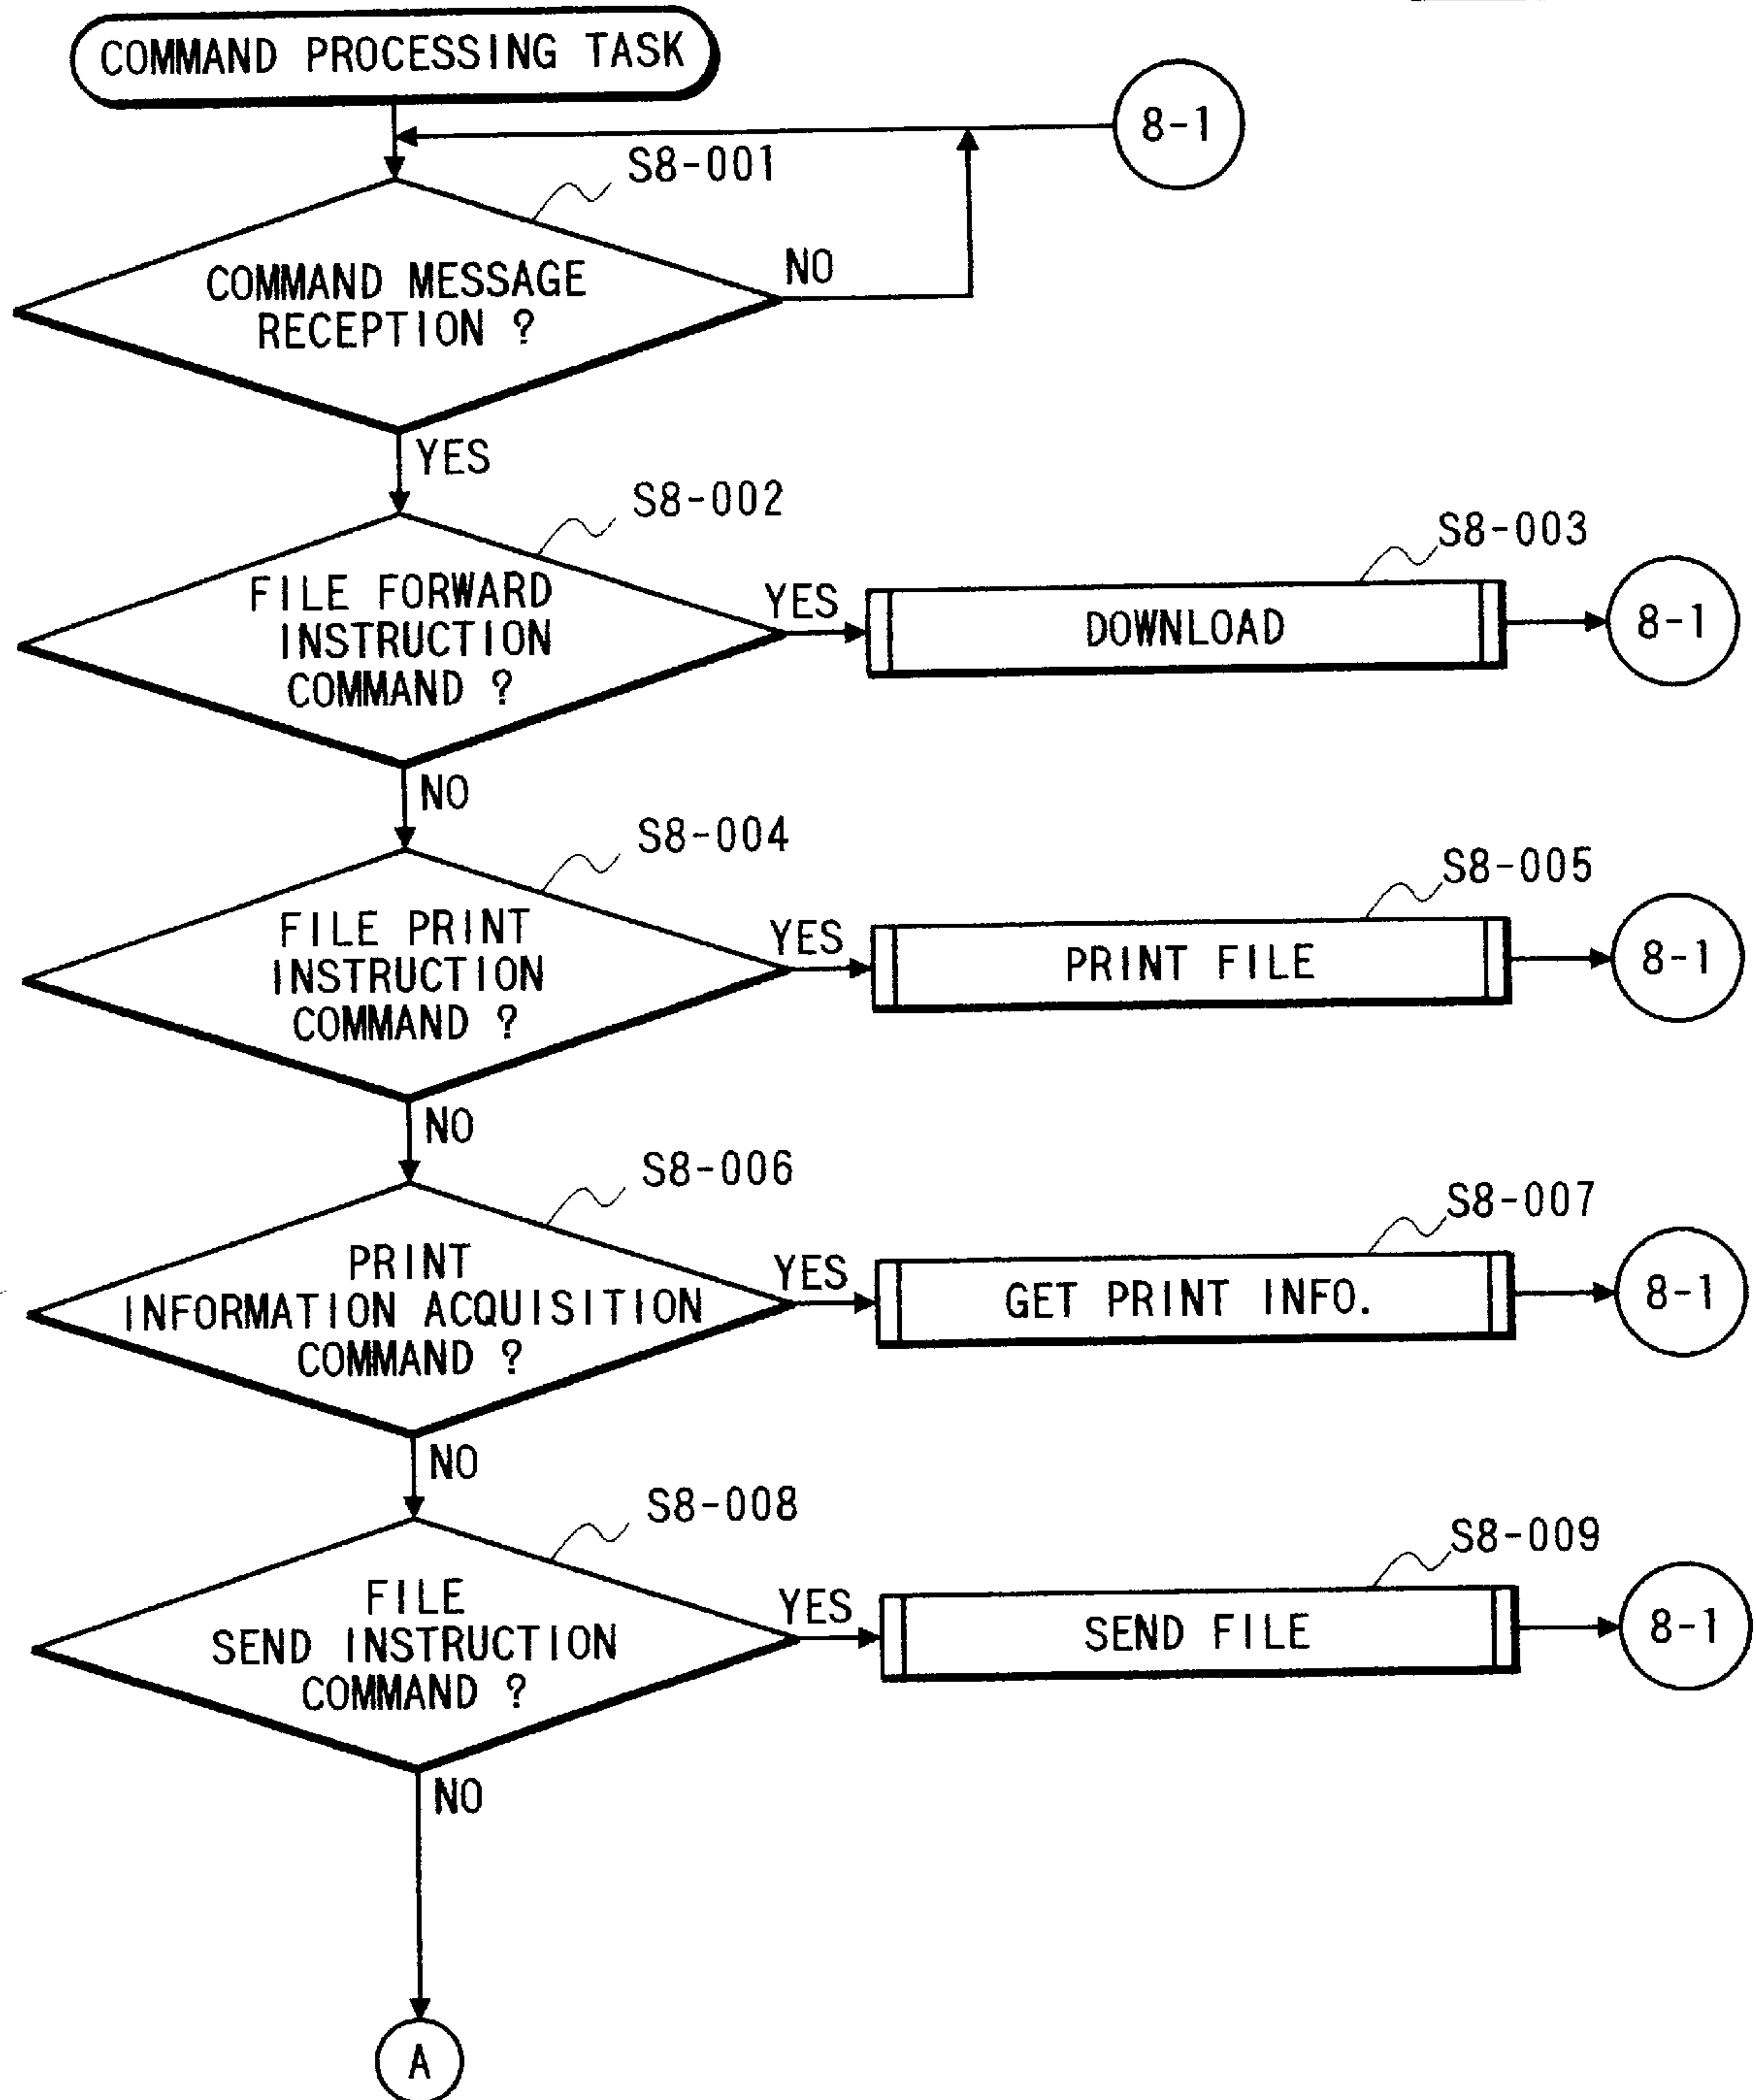 COMMAND PROCESSING TASK
8-1
S8-001
COMMAND MESSAGE
RECEPTION ?
NO
YES
S8-002
FILE FORWARD
INSTRUCTION
COMMAND ?
YES
S8-003
DOWNLOAD
8-1
NO
S8-004
FILE PRINT
INSTRUCTION
COMMAND ?
YES
S8-005
PRINT FILE
8-1
NO
S8-006
PRINT
INFORMATION ACQUISITION
COMMAND ?
YES
S8-007
GET PRINT INFO.
8-1
NO
S8-008
FILE
SEND INSTRUCTION
COMMAND ?
YES
S8-009
SEND FILE
8-1
NO
A